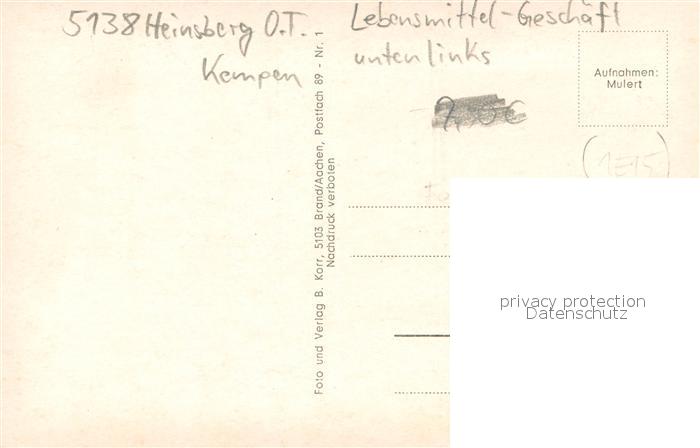 5138 Heinsberg O.T.
Kempen
Lebensmittel-Geschäft
unten links
Aufnahmen:
Mulert
Foto und Verlag B. Korr, 5103 Brand/Aachen, Postfach 89 - Nr. 1
Nachdruck verboten
privacy protection
Datenschutz